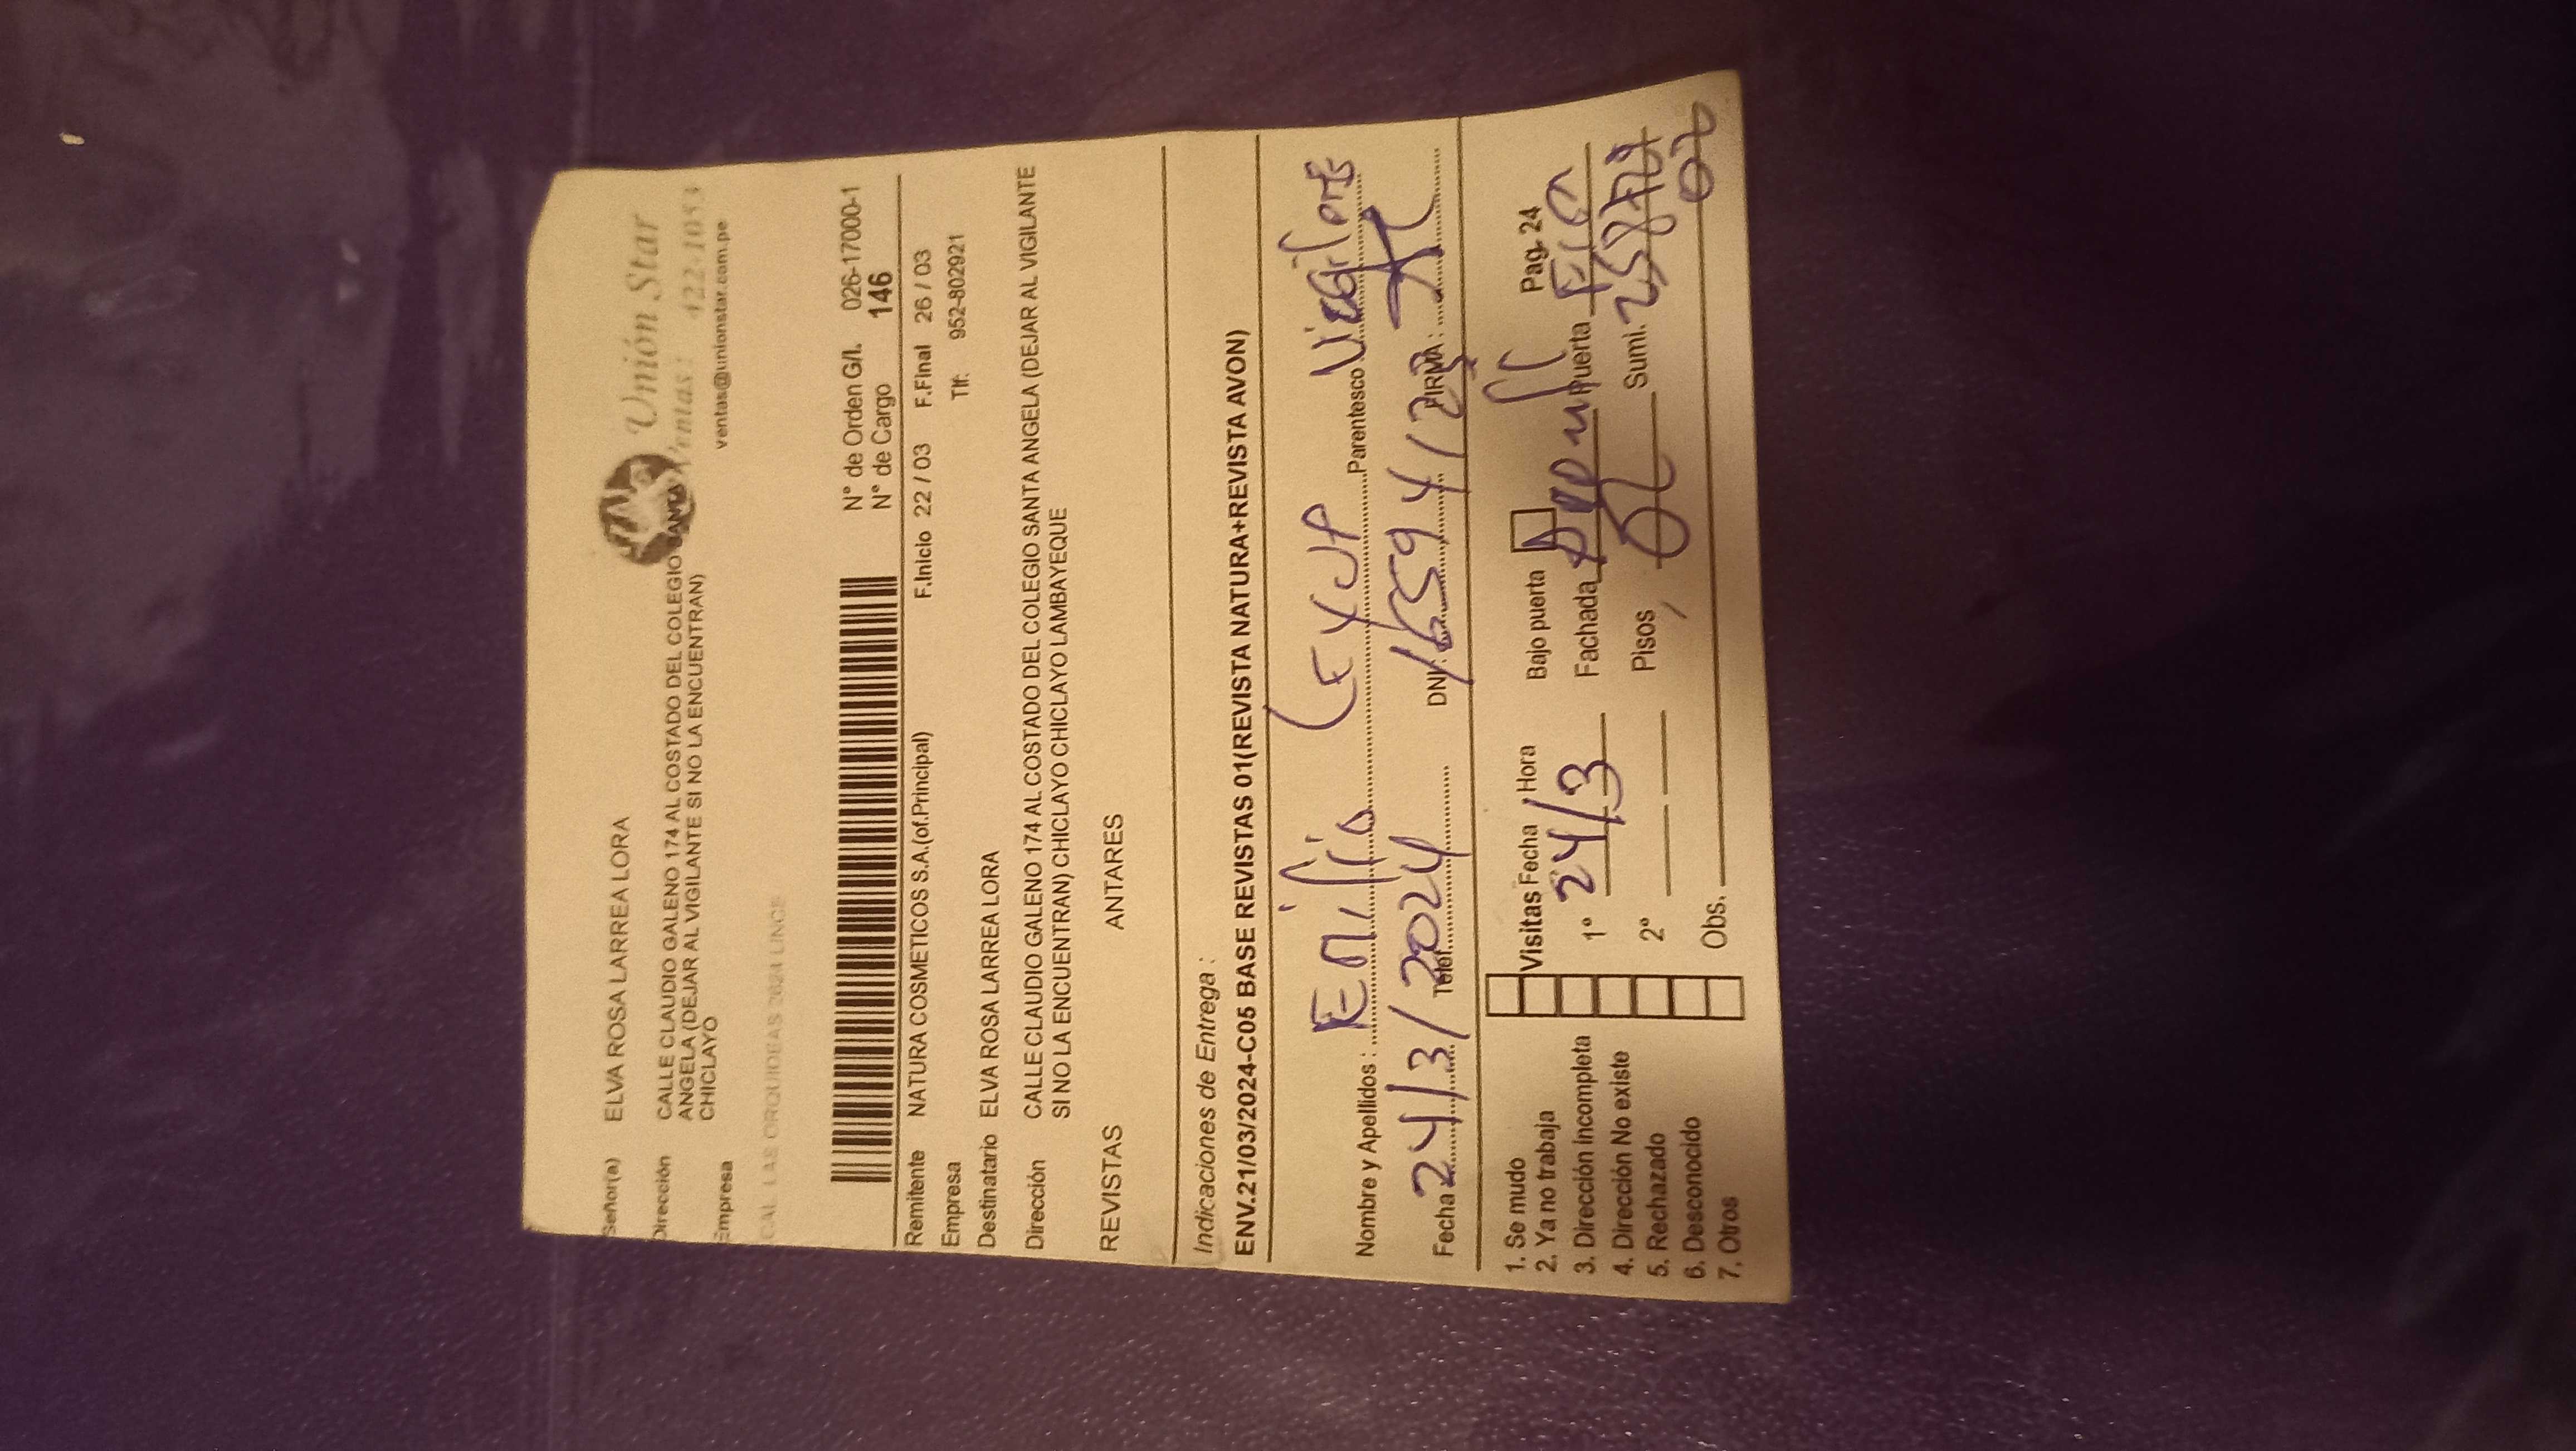 Unión Star
Ventas: 422-1053
ventas@unionstar.com.pe
Señor(a) ELVA ROSA LARREA LORA
Dirección CALLE CLAUDIO GALENO 174 AL COSTADO DEL COLEGIO SANTA
ANGELA (DEJAR AL VIGILANTE SI NO LA ENCUENTRAN)
CHICLAYO
Empresa
CAL LAS ORQUIDEAS 2684 LINCE
N° de Orden G/I. 026-17000-1
N° de Cargo 146
Remitente NATURA COSMETICOS S.A.(of.Principal) F.Inicio 22 / 03 F.Final 26 / 03
Empresa Tlf: 952-802921
Destinatario ELVA ROSA LARREA LORA
Dirección CALLE CLAUDIO GALENO 174 AL COSTADO DEL COLEGIO SANTA ANGELA (DEJAR AL VIGILANTE
SI NO LA ENCUENTRAN) CHICLAYO CHICLAYO LAMBAYEQUE
REVISTAS ANTARES
Indicaciones de Entrega :
ENV.21/03/2024-C05 BASE REVISTAS 01(REVISTA NATURA+REVISTA AVON)
Nombre y Apellidos : Emilio Parentesco
Fecha 24/3/2024 Telef. DNI: FIRMA :
1. Se mudo
2. Ya no trabaja
3. Dirección incompleta
4. Dirección No existe
5. Rechazado
6. Desconocido
7. Otros
Visitas Fecha y Hora Bajo puerta Pag. 24
1° 24/3 Fachada Puerta
2° Pisos Sumi.
Obs.